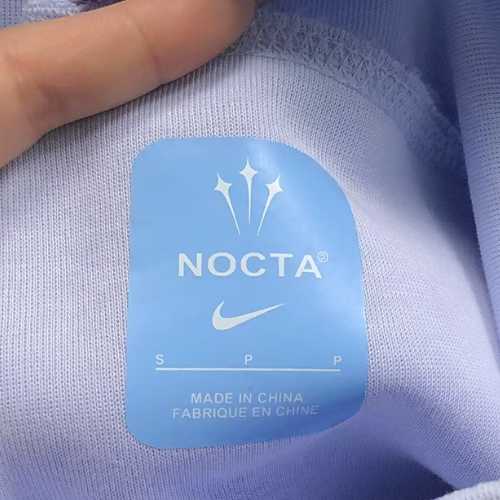 NOCTA®
S P P
MADE IN CHINA
FABRIQUE EN CHINE